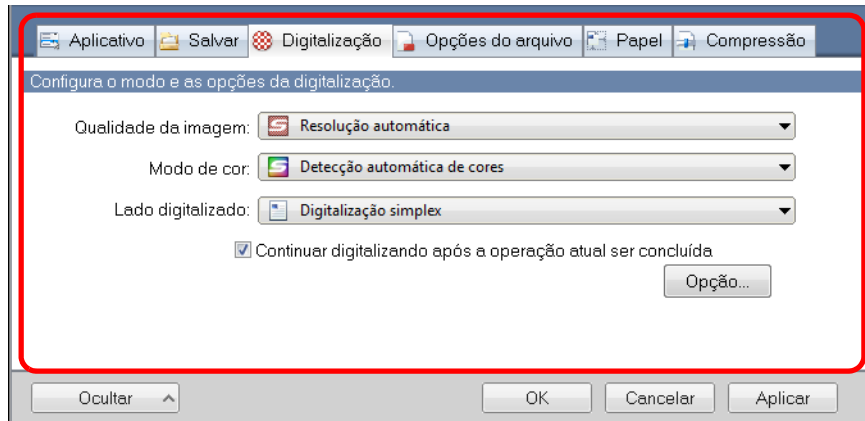 Aplicativo Salvar Digitalização Opções do arquivo Papel Compressão
Configura o modo e as opções da digitalização.
Qualidade da imagem: Resolução automática
Modo de cor: Detecção automática de cores
Lado digitalizado: Digitalização simplex
Continuar digitalizando após a operação atual ser concluída
Opção...
Ocultar OK Cancelar Aplicar